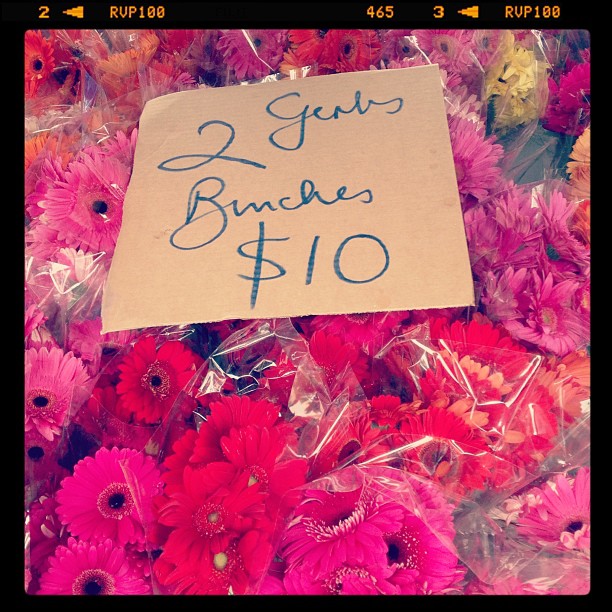 2 ◄ RVP100 465 3 ◄ RVP100
2 Gerbs
Bunches
$10